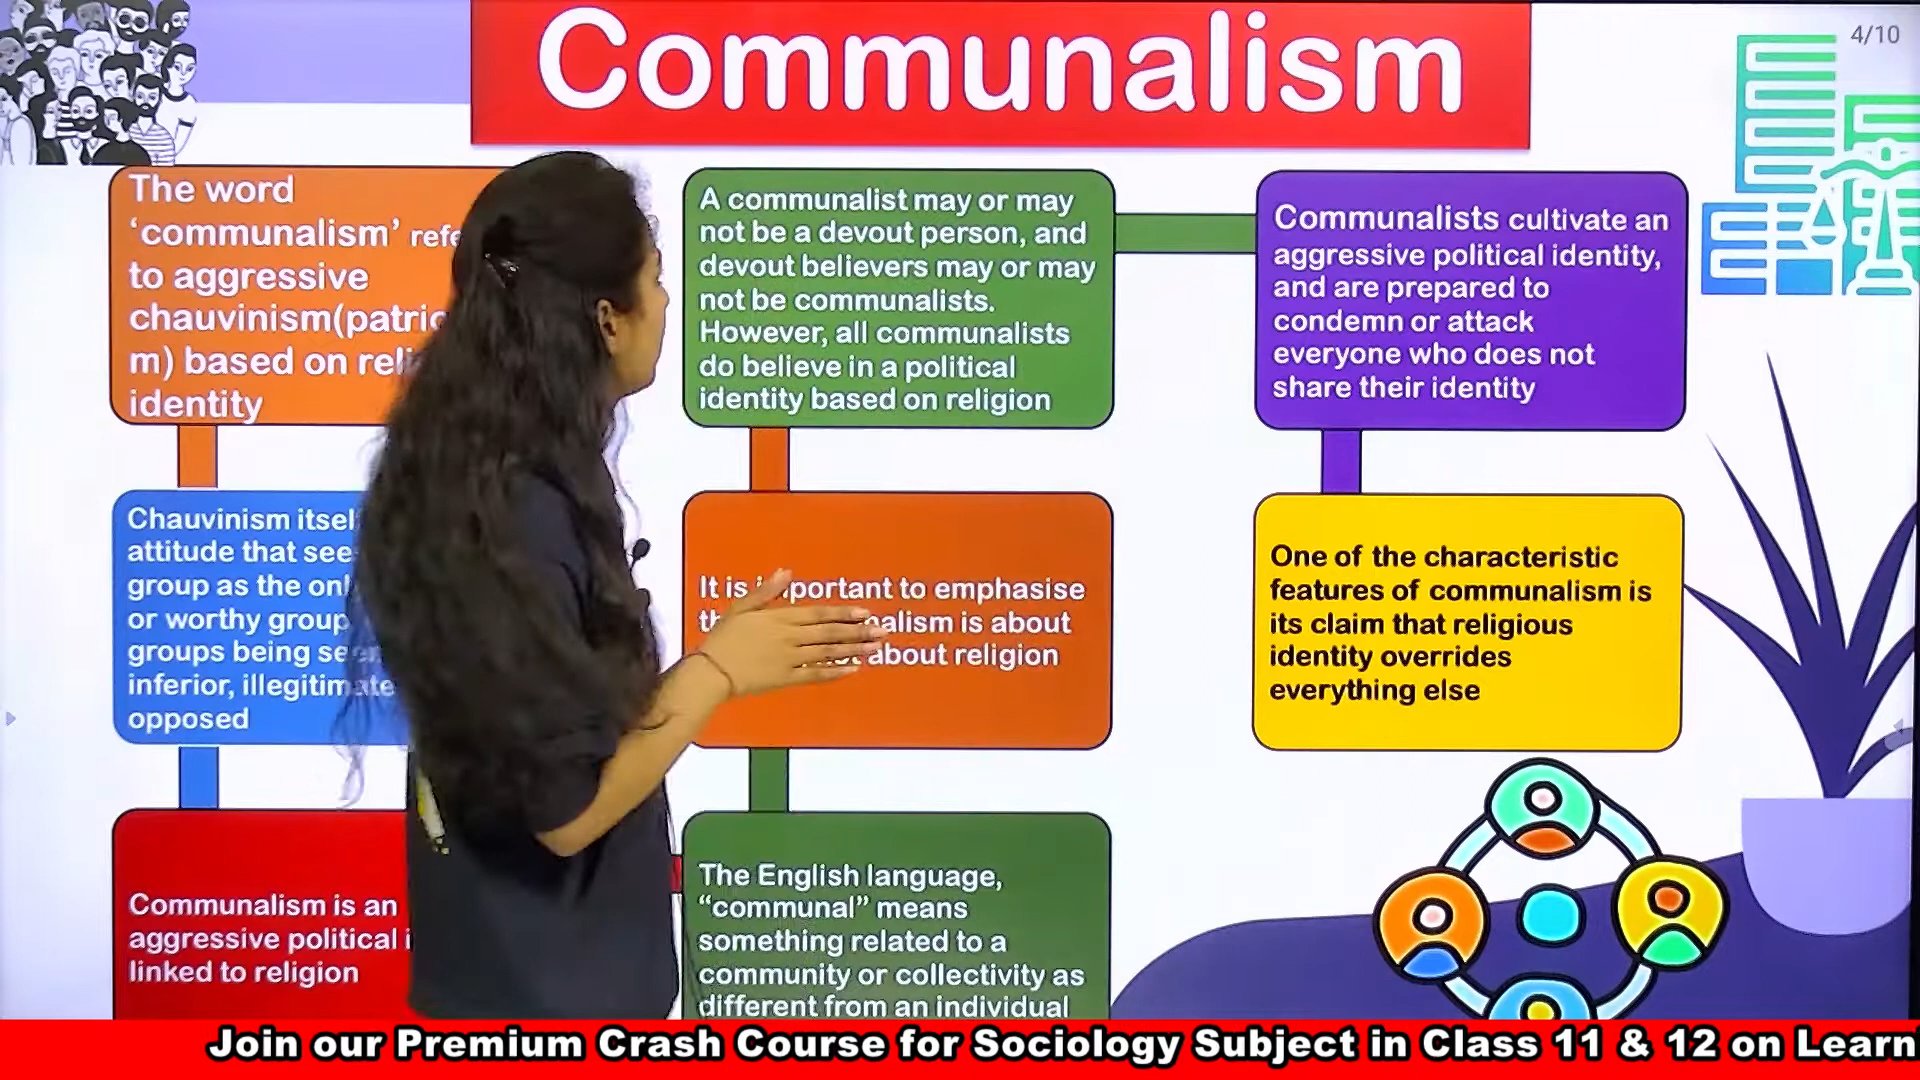 Communalism
4/10
The word
‘communalism’ refe
to aggressive
chauvinism(patrio
m) based on reli
identity
Chauvinism itsel
attitude that see
group as the onl
or worthy group
groups being seen
inferior, illegitimate
opposed
Communalism is an
aggressive political i
linked to religion
A communalist may or may
not be a devout person, and
devout believers may or may
not be communalists.
However, all communalists
do believe in a political
identity based on religion
It is important to emphasise
nalism is about
about religion
The English language,
“communal” means
something related to a
community or collectivity as
different from an individual
Communalists cultivate an
aggressive political identity,
and are prepared to
condemn or attack
everyone who does not
share their identity
One of the characteristic
features of communalism is
its claim that religious
identity overrides
everything else
Join our Premium Crash Course for Sociology Subject in Class 11 & 12 on Learn